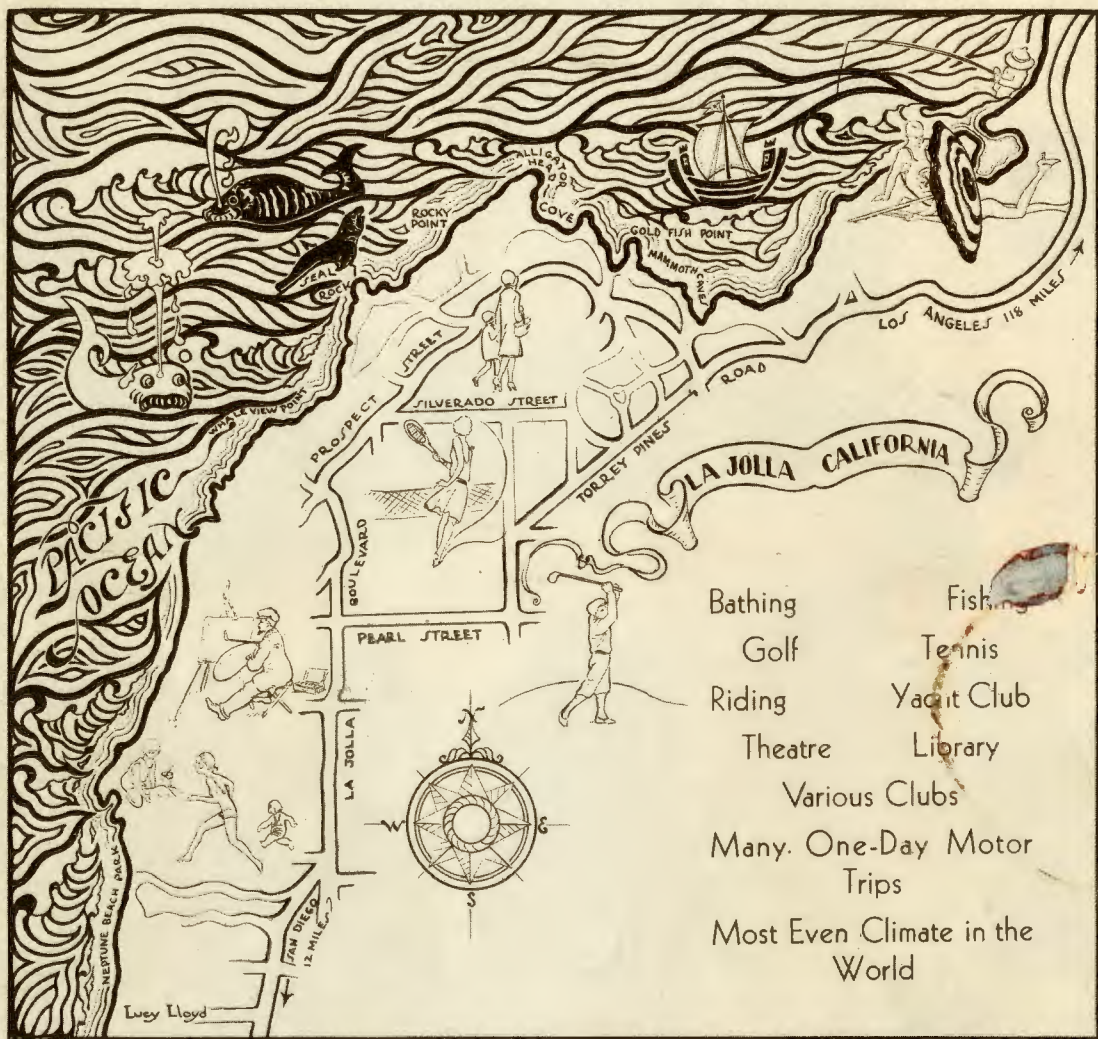 ALLIGATOR
HEAD
COVE
ROCKY
POINT
GOLD FISH POINT
MAMMOTH CAVE
SEAL
ROCK
LOS ANGELES 118 MILES
PROSPECT STREET
SILVERADO STREET
TORREY PINES ROAD
WHALE VIEW POINT
LA JOLLA CALIFORNIA
PACIFIC
OCEAN
LA JOLLA BOULEVARD
PEARL STREET
Bathing Fishing
Golf Tennis
Riding Yacht Club
Theatre Library
Various Clubs
Many One-Day Motor
Trips
Most Even Climate in the
World
N
W E
S
NEPTUNE BEACH PARK
SAN DIEGO
12 MILES
Lucy Lloyd